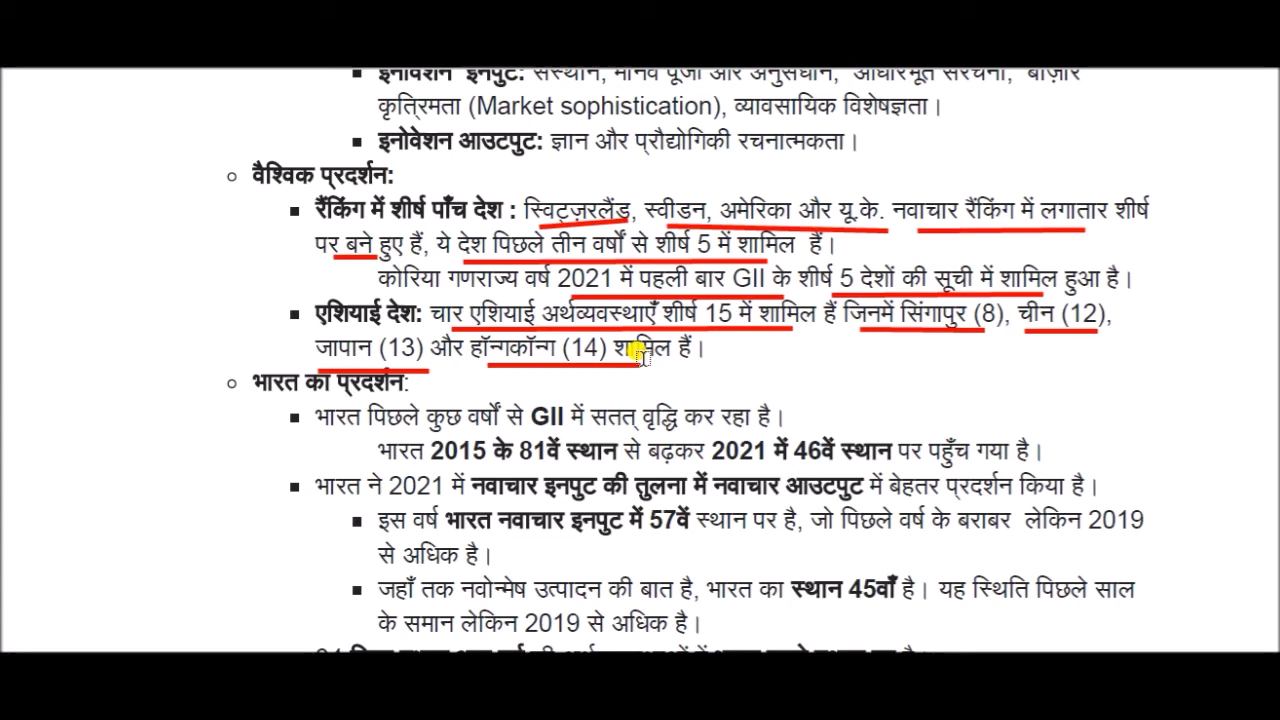 इनोवेशन इनपुट: संस्थान, मानव पूंजी और अनुसंधान, आधारभूत संरचना, बाज़ार
कृत्रिमता (Market sophistication), व्यावसायिक विशेषज्ञता।
इनोवेशन आउटपुट: ज्ञान और प्रौद्योगिकी रचनात्मकता।
वैश्विक प्रदर्शन:
रैंकिंग में शीर्ष पाँच देश : स्विट्ज़रलैंड, स्वीडन, अमेरिका और यू.के. नवाचार रैंकिंग में लगातार शीर्ष
पर बने हुए हैं, ये देश पिछले तीन वर्षों से शीर्ष 5 में शामिल हैं।
कोरिया गणराज्य वर्ष 2021 में पहली बार GII के शीर्ष 5 देशों की सूची में शामिल हुआ है।
एशियाई देश: चार एशियाई अर्थव्यवस्थाएँ शीर्ष 15 में शामिल हैं जिनमें सिंगापुर (8), चीन (12),
जापान (13) और हॉन्गकॉन्ग (14) शामिल हैं।
भारत का प्रदर्शन:
भारत पिछले कुछ वर्षों से GII में सतत् वृद्धि कर रहा है।
भारत 2015 के 81वें स्थान से बढ़कर 2021 में 46वें स्थान पर पहुँच गया है।
भारत ने 2021 में नवाचार इनपुट की तुलना में नवाचार आउटपुट में बेहतर प्रदर्शन किया है।
इस वर्ष भारत नवाचार इनपुट में 57वें स्थान पर है, जो पिछले वर्ष के बराबर लेकिन 2019
से अधिक है।
जहाँ तक नवोन्मेष उत्पादन की बात है, भारत का स्थान 45वाँ है। यह स्थिति पिछले साल
के समान लेकिन 2019 से अधिक है।